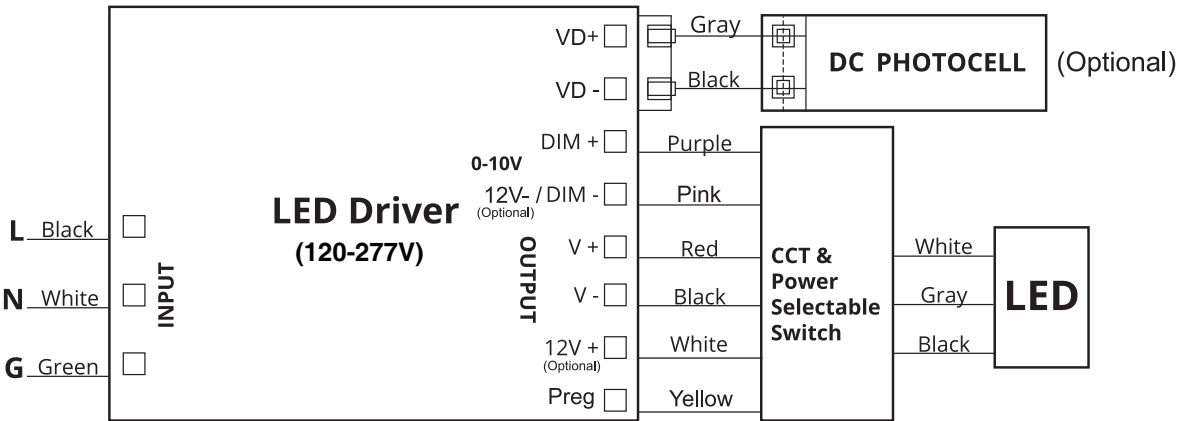 VD+
Gray
DC PHOTOCELL
(Optional)
VD -
Black
DIM +
Purple
0-10V
12V- / DIM -
(Optional)
Pink
LED Driver
(120-277V)
L
Black
N
White
G
Green
INPUT
OUTPUT
V +
Red
V -
Black
12V +
(Optional)
White
Preg
Yellow
CCT &
Power
Selectable
Switch
White
Gray
Black
LED